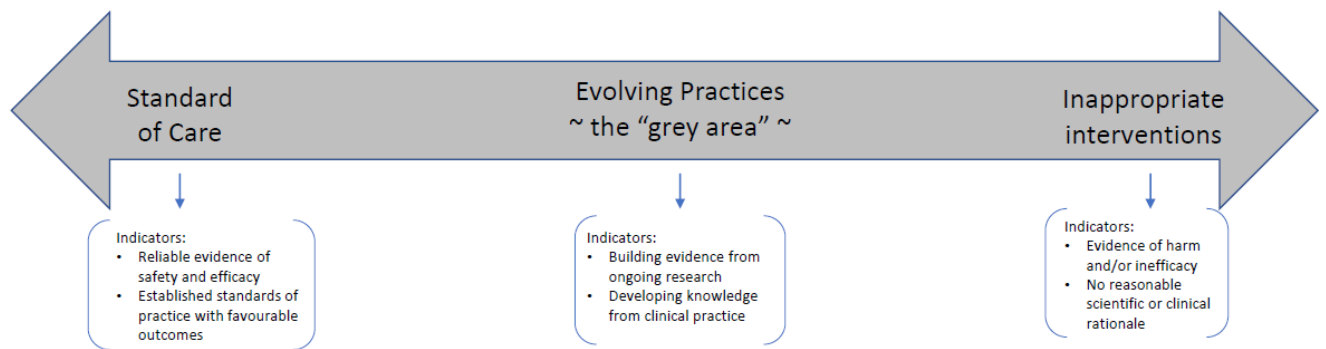 Standard
of Care
Evolving Practices
~ the “grey area” ~
Inappropriate
interventions
Indicators:
• Reliable evidence of
safety and efficacy
• Established standards of
practice with favourable
outcomes
Indicators:
• Building evidence from
ongoing research
• Developing knowledge
from clinical practice
Indicators:
• Evidence of harm
and/or inefficacy
• No reasonable
scientific or clinical
rationale